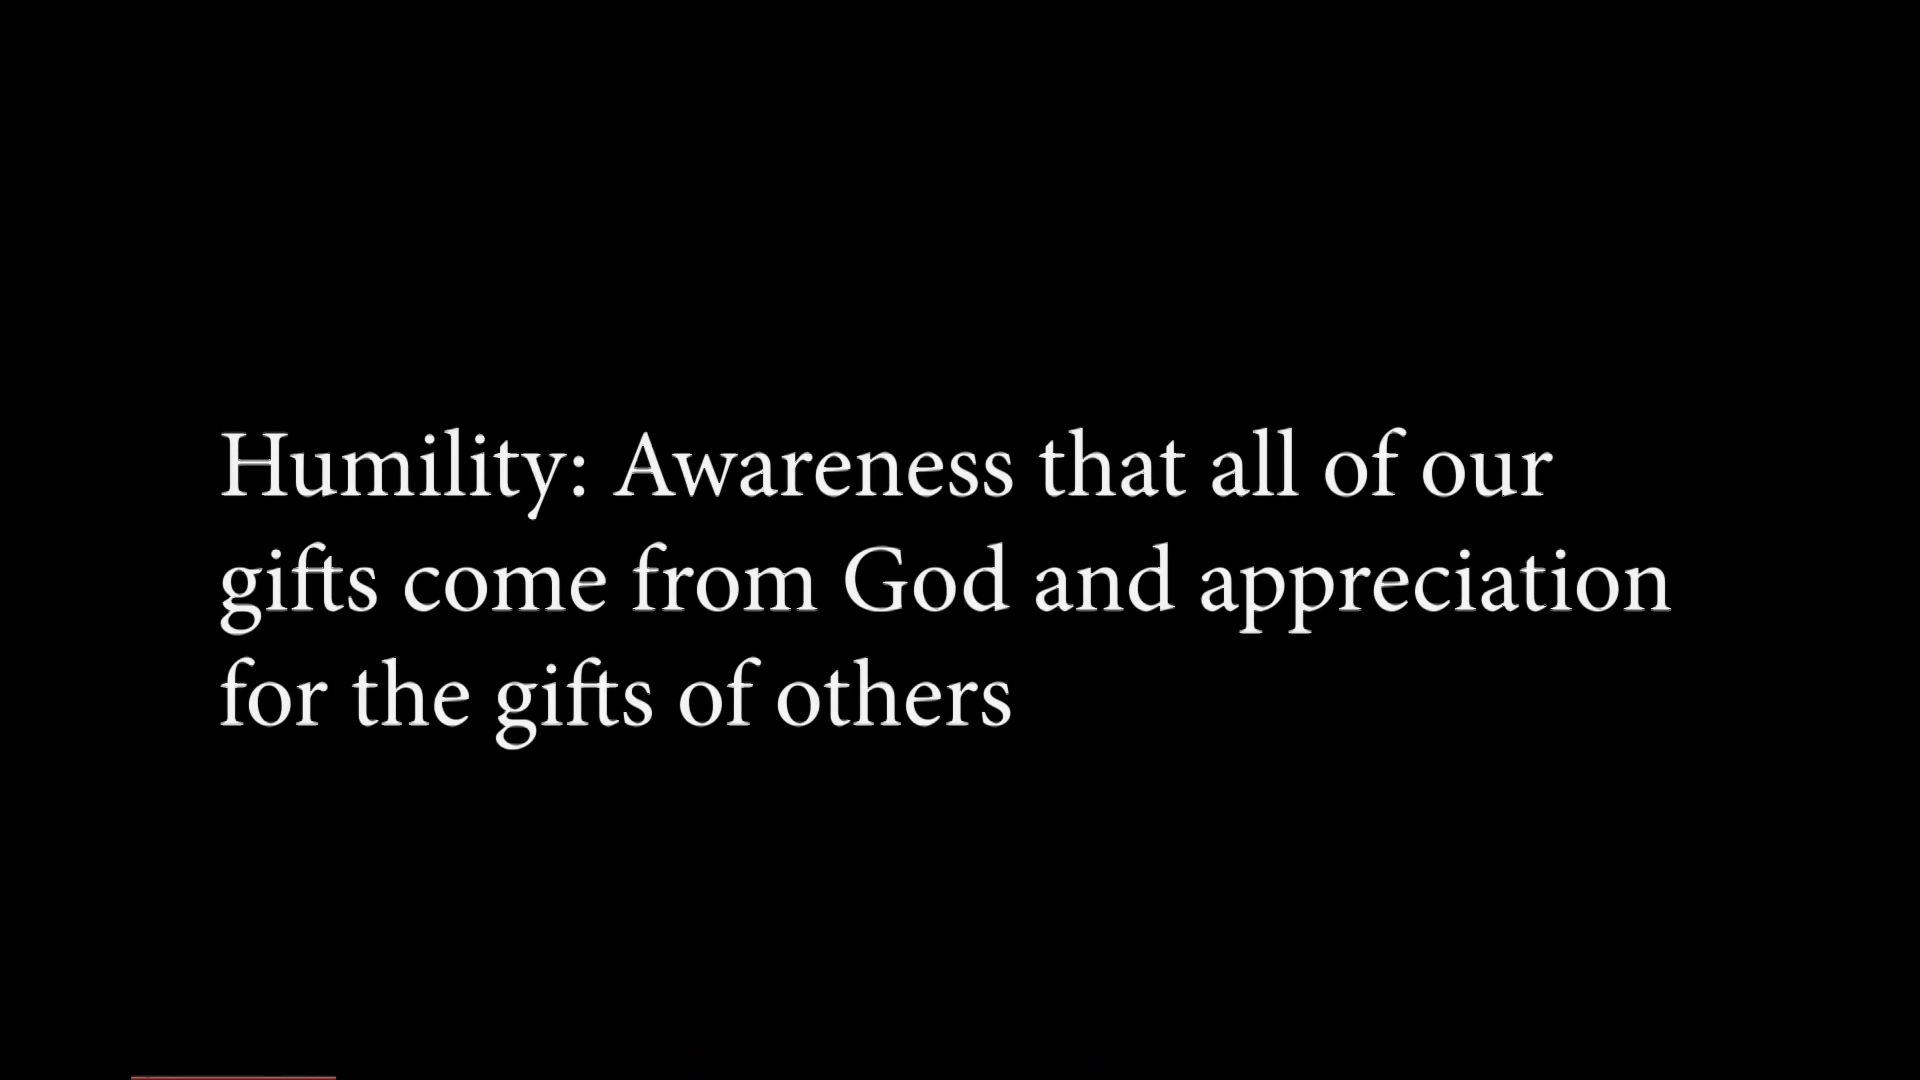 Humility: Awareness that all of our
gifts come from God and appreciation
for the gifts of others